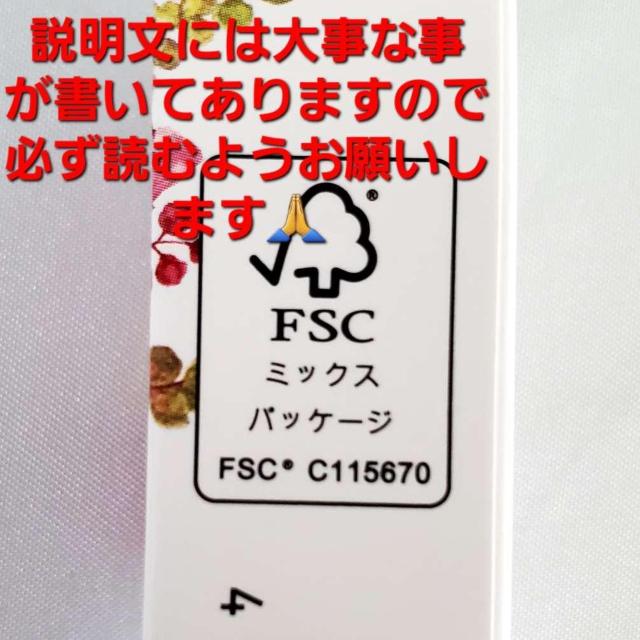 説明文には大事な事
が書いてありますので
必ず読むようお願いし
ます🙏
®
FSC
ミックス
パッケージ
FSC® C115670
4